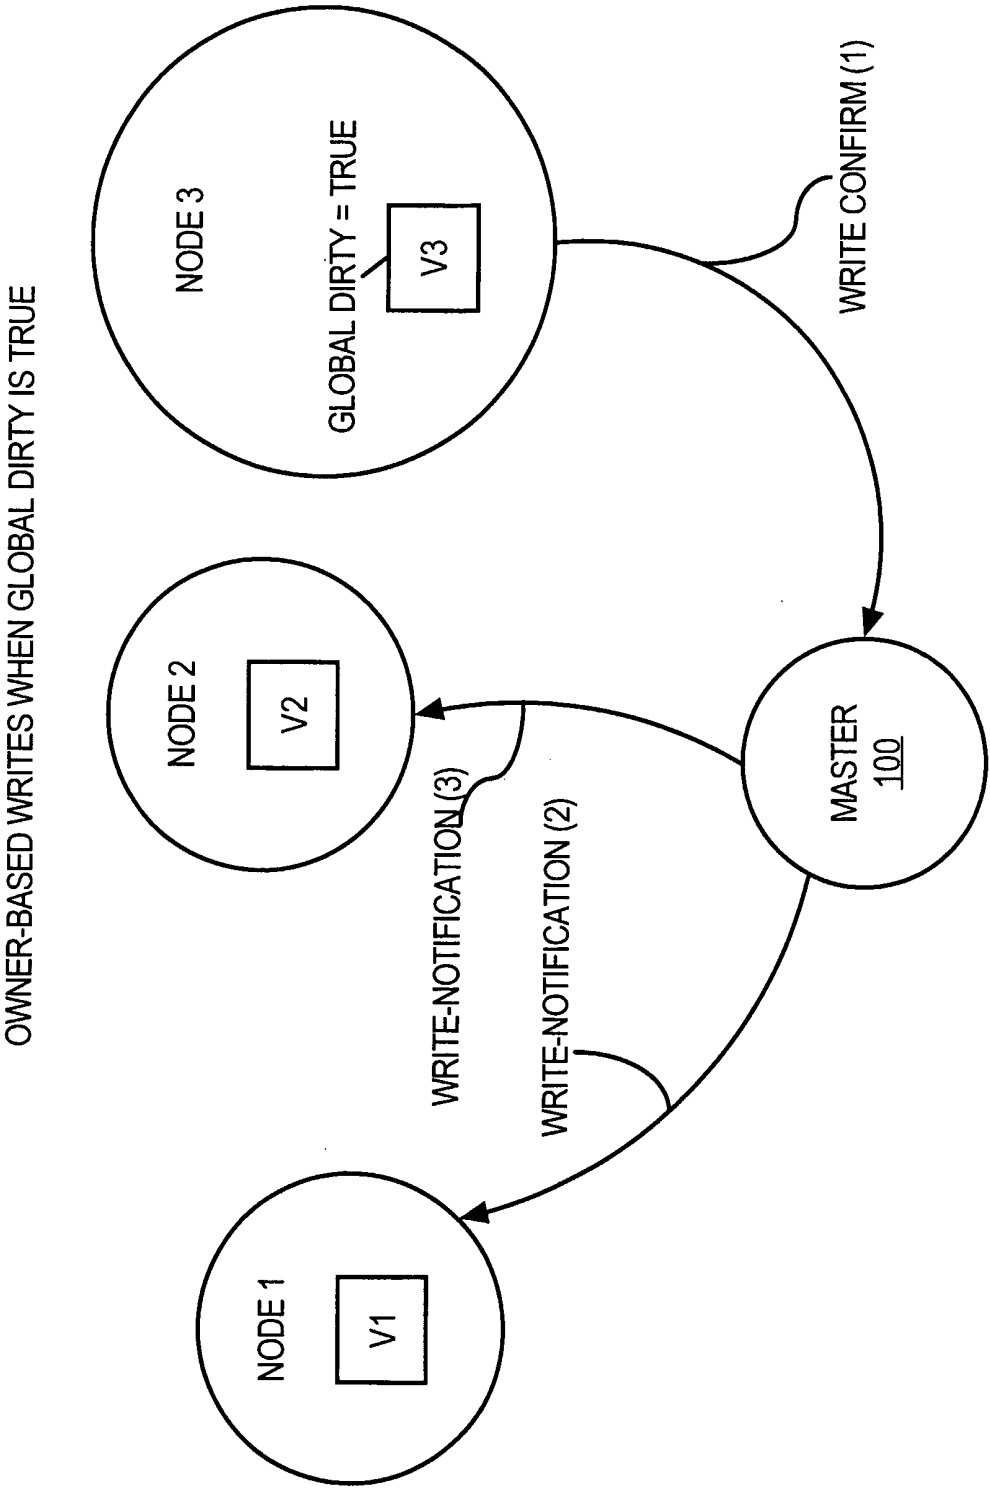 OWNER-BASED WRITES WHEN GLOBAL DIRTY IS TRUE
NODE 1
V1
NODE 2
V2
NODE 3
GLOBAL DIRTY = TRUE
V3
WRITE-NOTIFICATION (3)
WRITE-NOTIFICATION (2)
MASTER
100
WRITE CONFIRM (1)